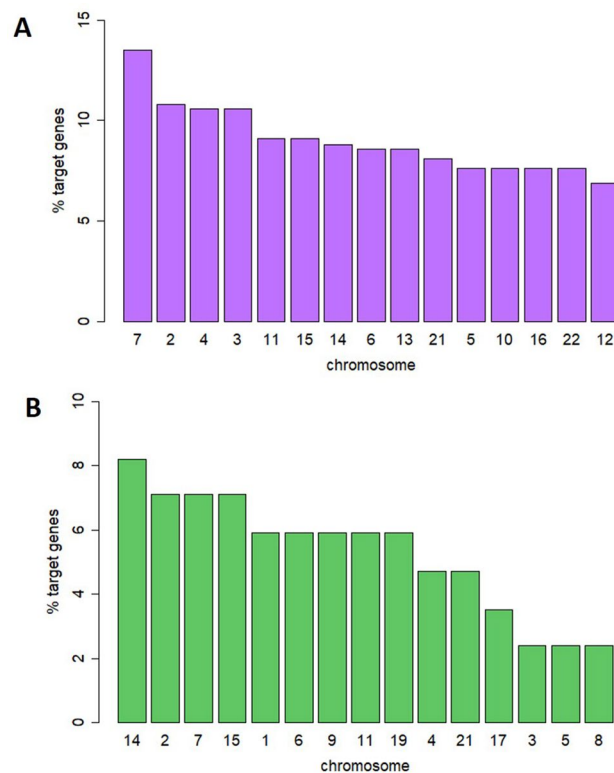 A
15
10
5
0
% target genes
7 2 4 3 11 15 14 6 13 21 5 10 16 22 12
chromosome
B
10
8
6
4
2
0
% target genes
14 2 7 15 1 6 9 11 19 4 21 17 3 5 8
chromosome